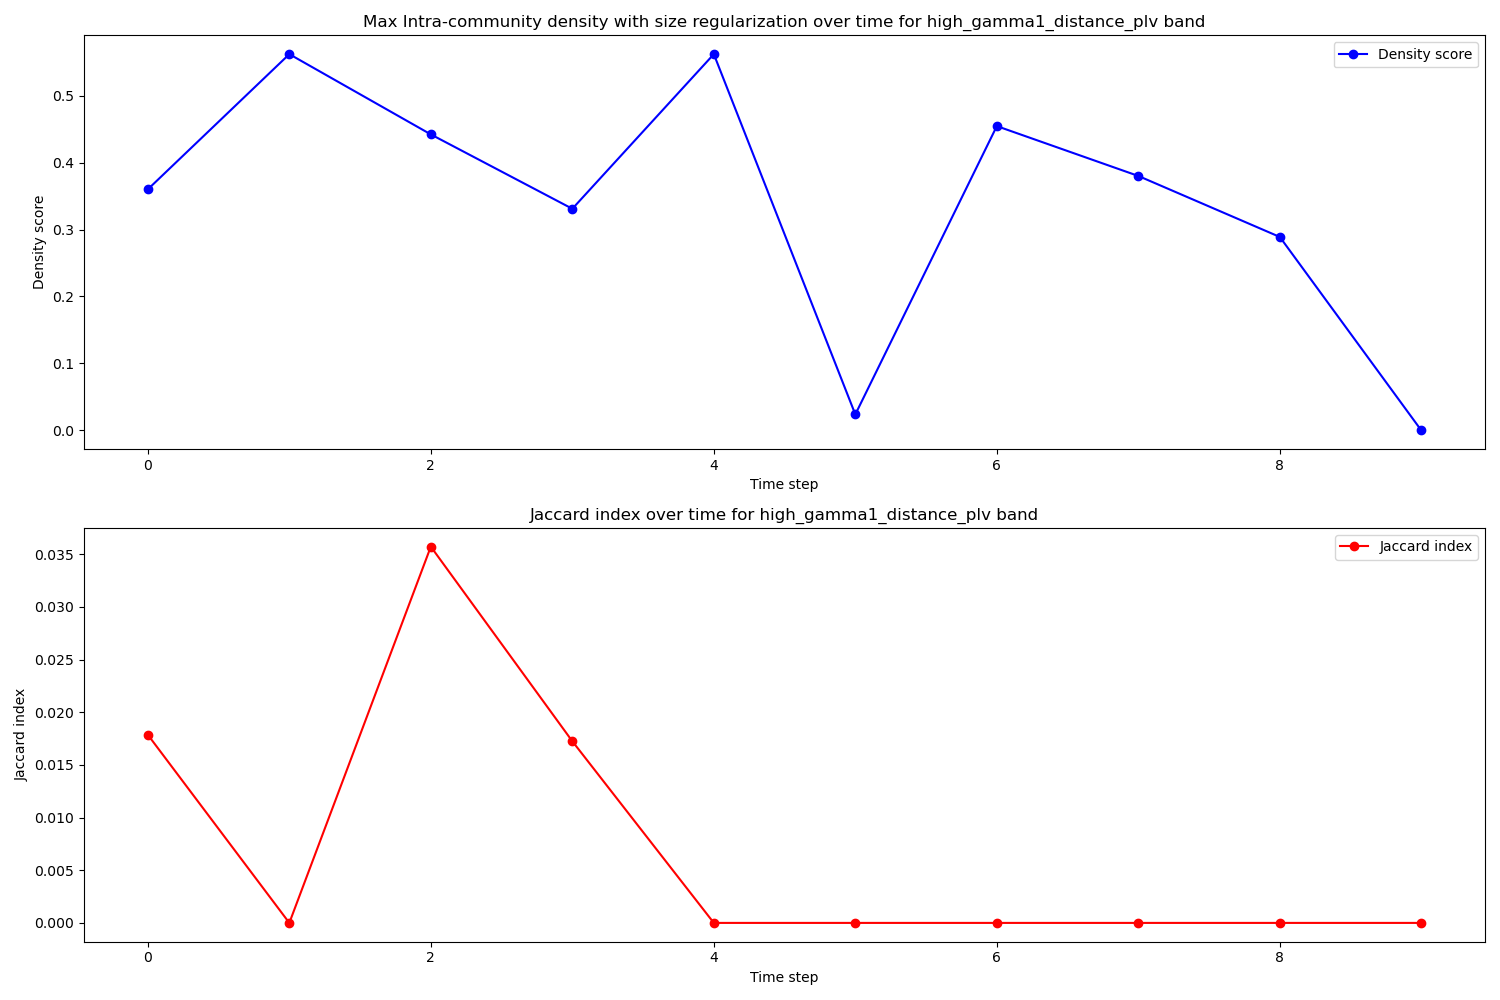 Max Intra-community density with size regularization over time for high_gamma1_distance_plv band
Density score
0.5
0.4
0.3
0.2
0.1
0.0
Density score
0 2 4 6 8
Time step
Jaccard index over time for high_gamma1_distance_plv band
Jaccard index
0.035
0.030
0.025
0.020
0.015
0.010
0.005
0.000
Jaccard index
0 2 4 6 8
Time step